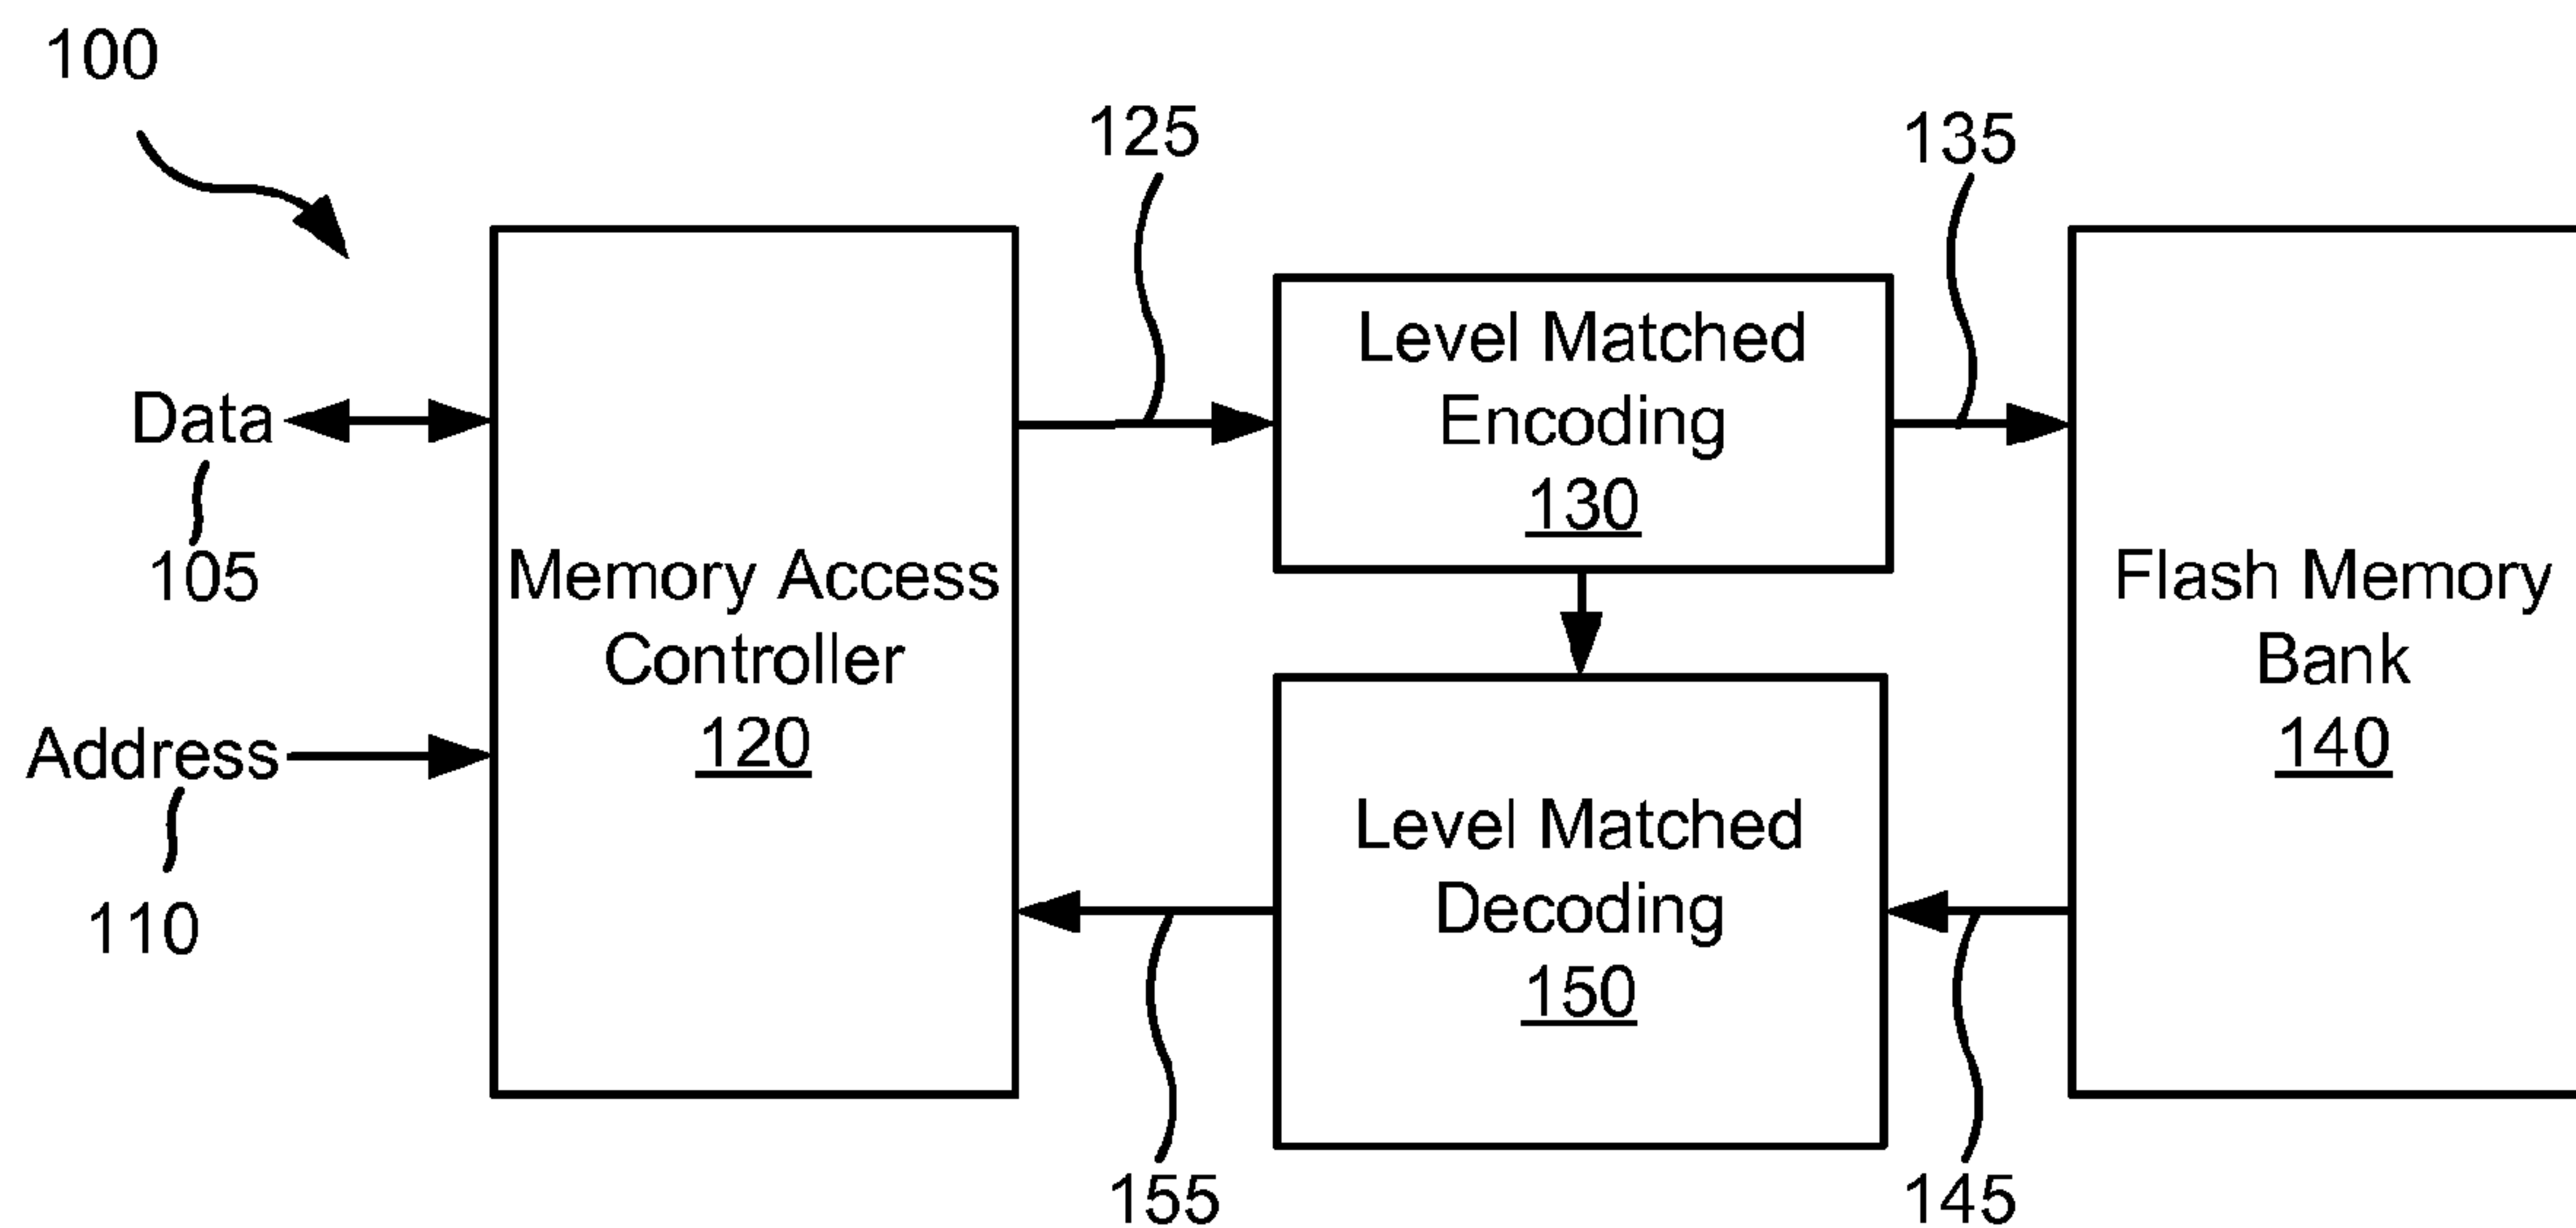 100
125
135
Data
105
Address
110
Memory Access
Controller
120
Level Matched
Encoding
130
Level Matched
Decoding
150
Flash Memory
Bank
140
155
145